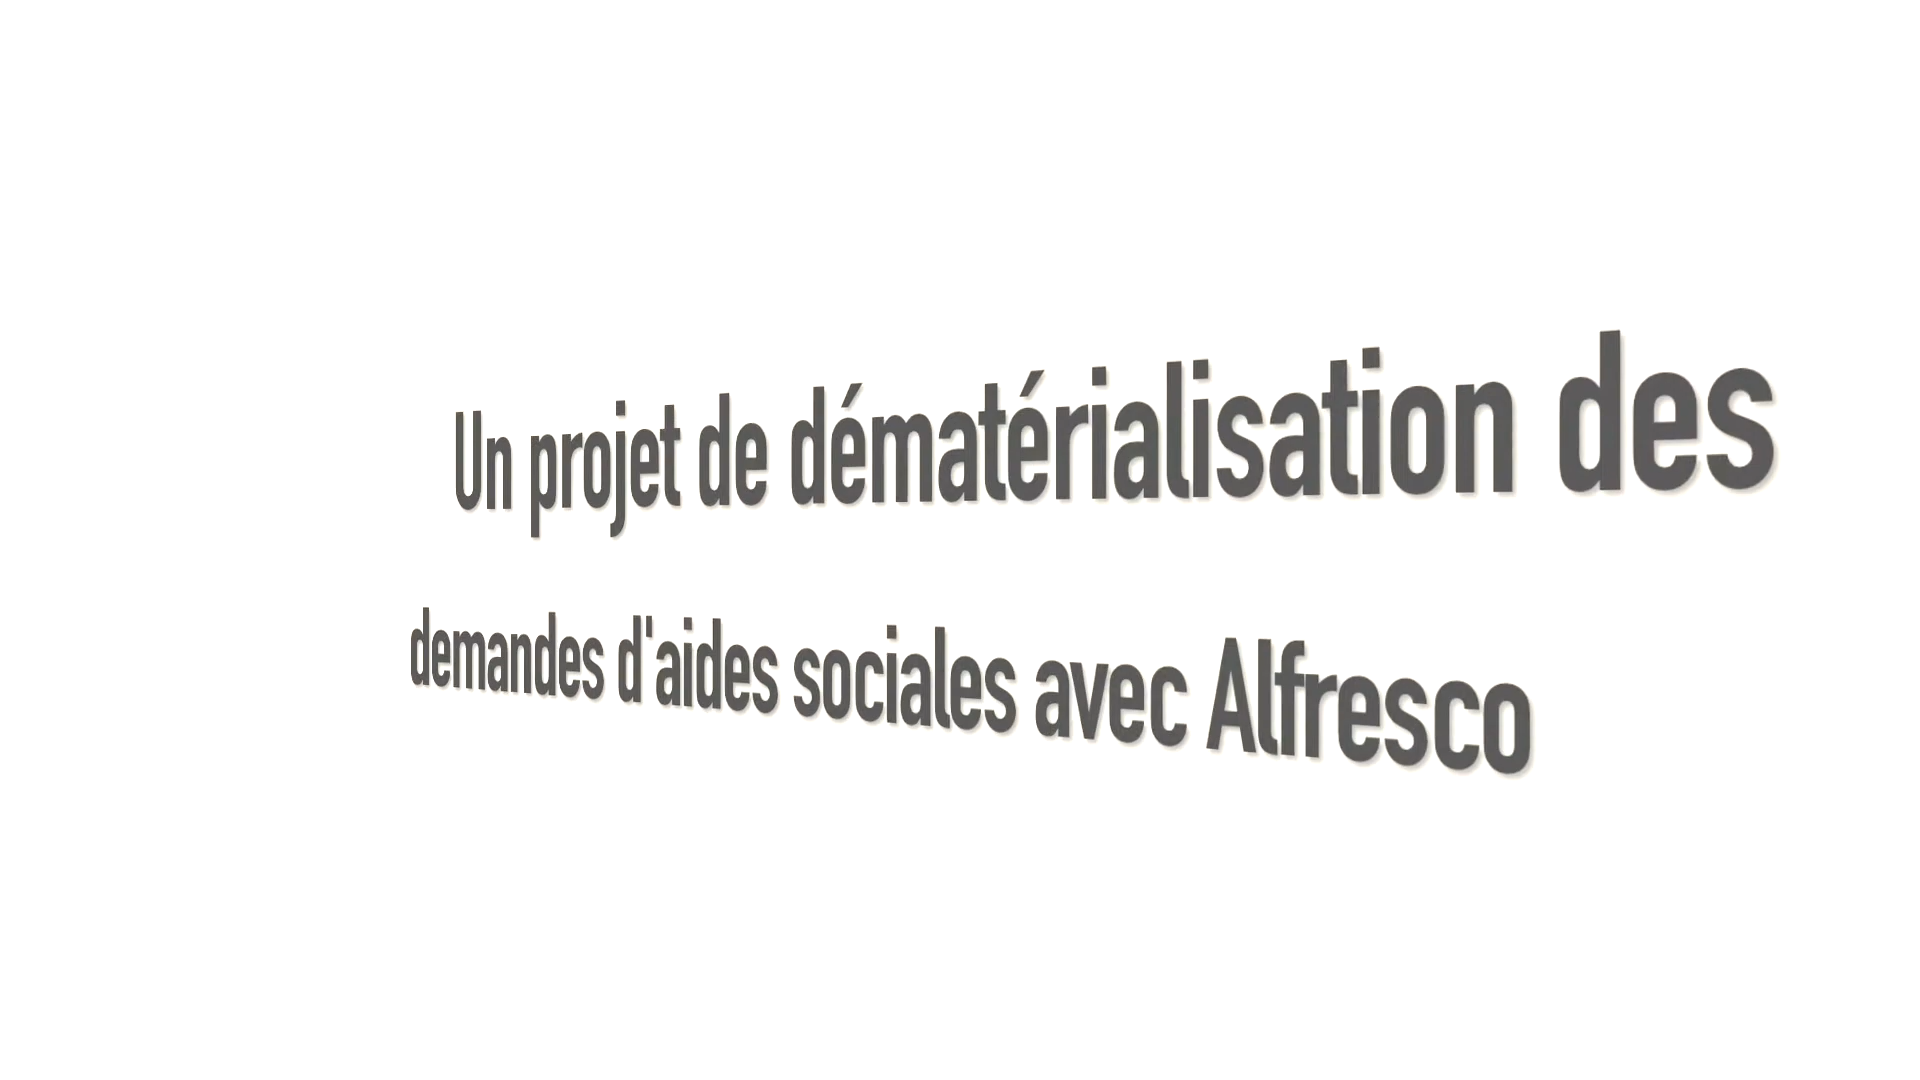 Un projet de dématérialisation des
demandes d'aides sociales avec Alfresco